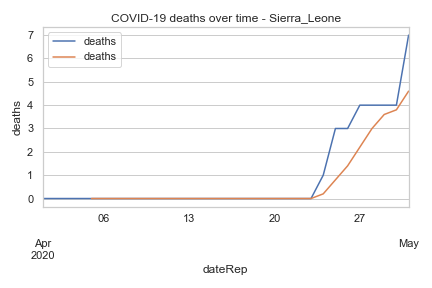 COVID-19 deaths over time - Sierra_Leone
deaths
deaths
deaths
7
6
5
4
3
2
1
0
06 13 20 27
Apr May
2020
dateRep